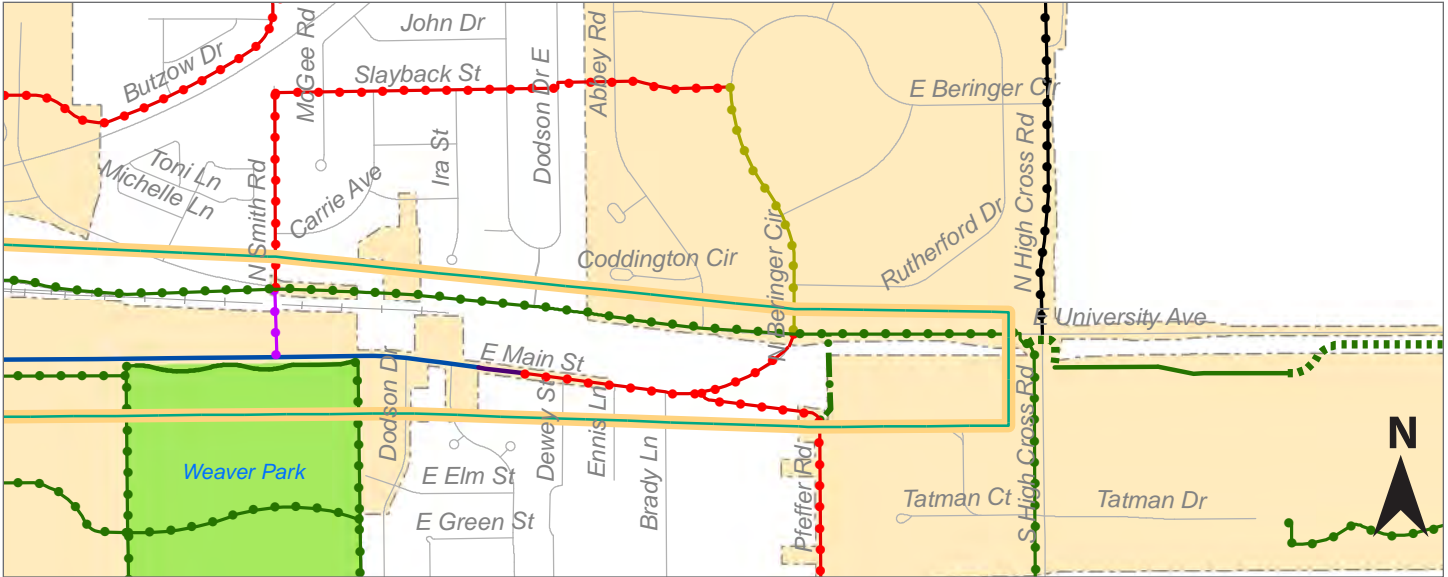 John Dr
McGee Rd
Abbey Rd
Butzow Dr
Slayback St
Dodson Dr E
E Beringer Cir
Toni Ln
Michelle Ln
N Smith Rd
Carrie Ave
Ira St
N High Cross Rd
Coddington Cir
N Beringer Cir
Rutherford Dr
E University Ave
E Main St
Dodson Dr
Dewey St
Ennis Ln
Brady Ln
Pfeffer Rd
S High Cross Rd
N
Weaver Park
E Elm St
E Green St
Tatman Ct
Tatman Dr